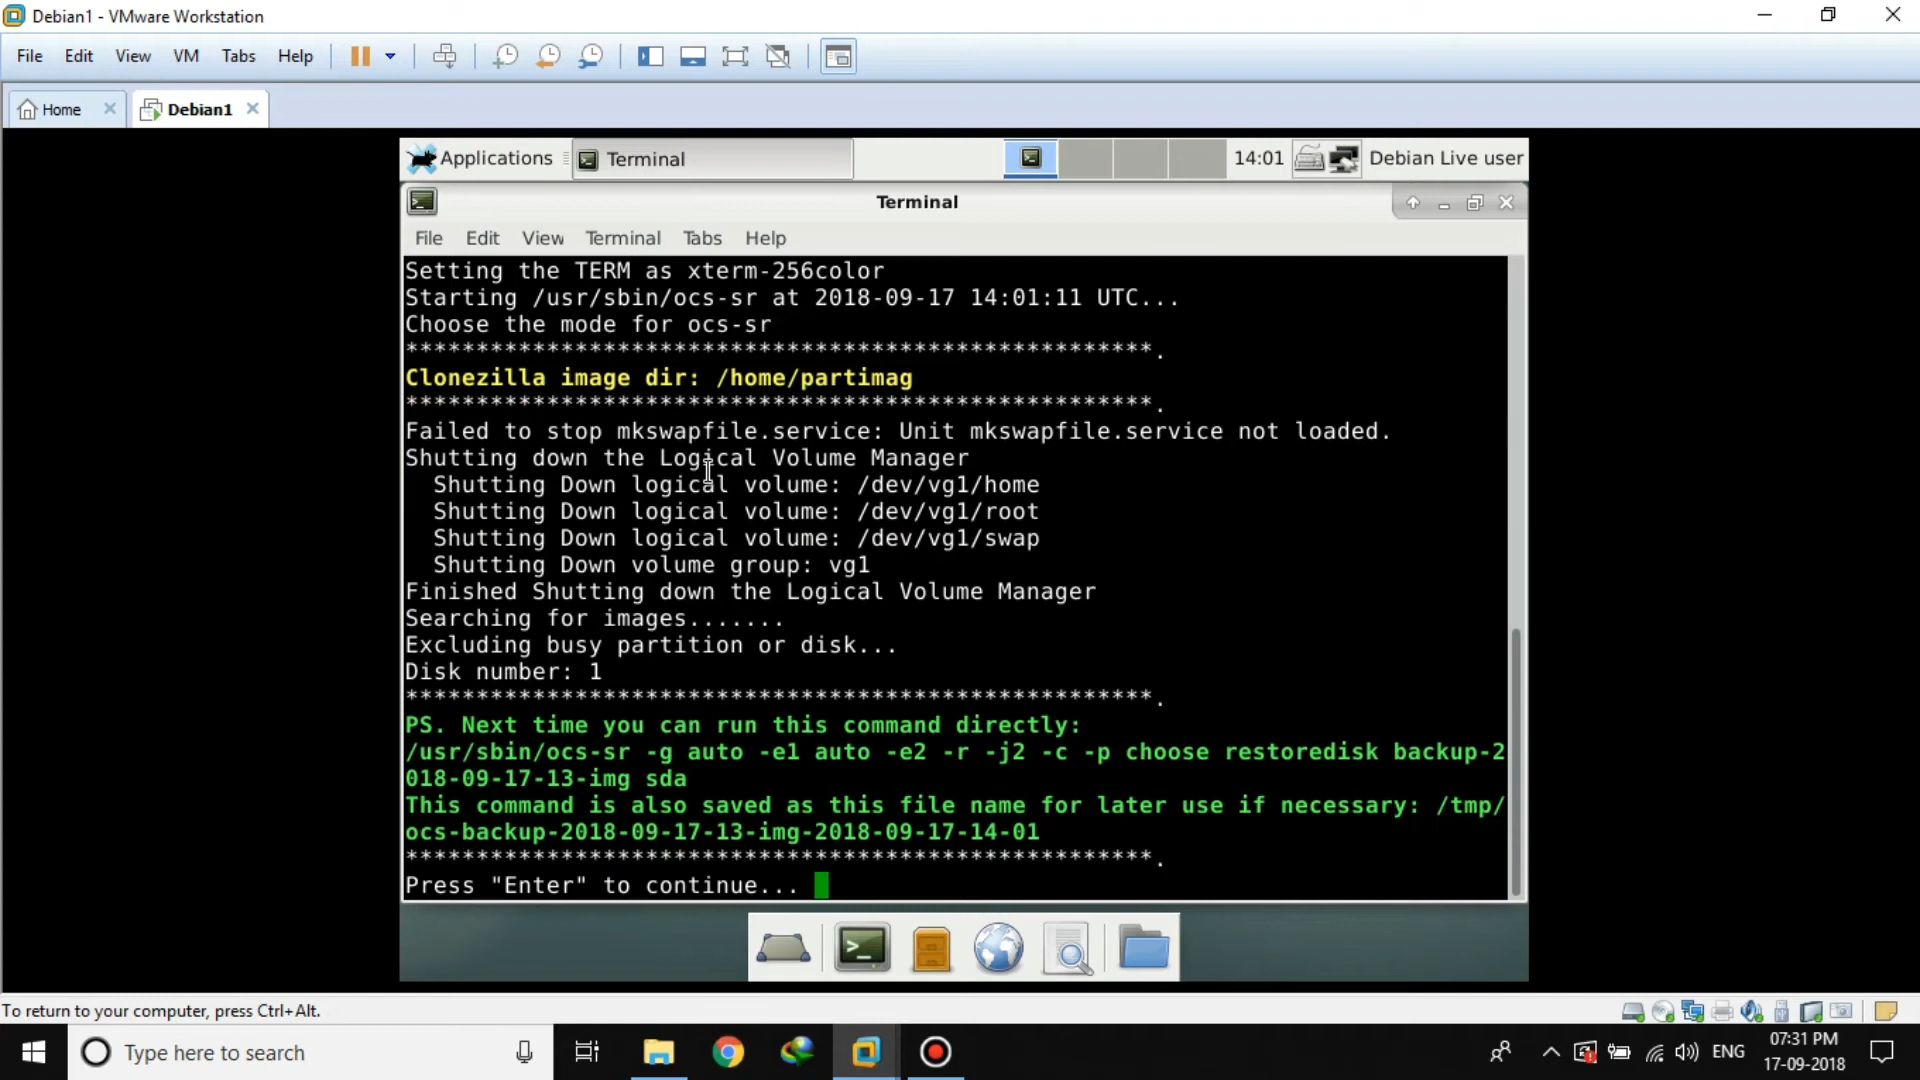 Debian1 - VMware Workstation
File Edit View VM Tabs Help
Home Debian1
Applications Terminal 14:01 Debian Live user
Terminal
File Edit View Terminal Tabs Help
Setting the TERM as xterm-256color
Starting /usr/sbin/ocs-sr at 2018-09-17 14:01:11 UTC...
Choose the mode for ocs-sr
*****************************************************.
Clonezilla image dir: /home/partimag
*****************************************************.
Failed to stop mkswapfile.service: Unit mkswapfile.service not loaded.
Shutting down the Logical Volume Manager
Shutting Down logical volume: /dev/vg1/home
Shutting Down logical volume: /dev/vg1/root
Shutting Down logical volume: /dev/vg1/swap
Shutting Down volume group: vg1
Finished Shutting down the Logical Volume Manager
Searching for images.......
Excluding busy partition or disk...
Disk number: 1
*****************************************************.
PS. Next time you can run this command directly:
/usr/sbin/ocs-sr -g auto -e1 auto -e2 -r -j2 -c -p choose restoredisk backup-2
018-09-17-13-img sda
This command is also saved as this file name for later use if necessary: /tmp/
ocs-backup-2018-09-17-13-img-2018-09-17-14-01
*****************************************************.
Press "Enter" to continue...
To return to your computer, press Ctrl+Alt.
Type here to search
ENG
07:31 PM
17-09-2018